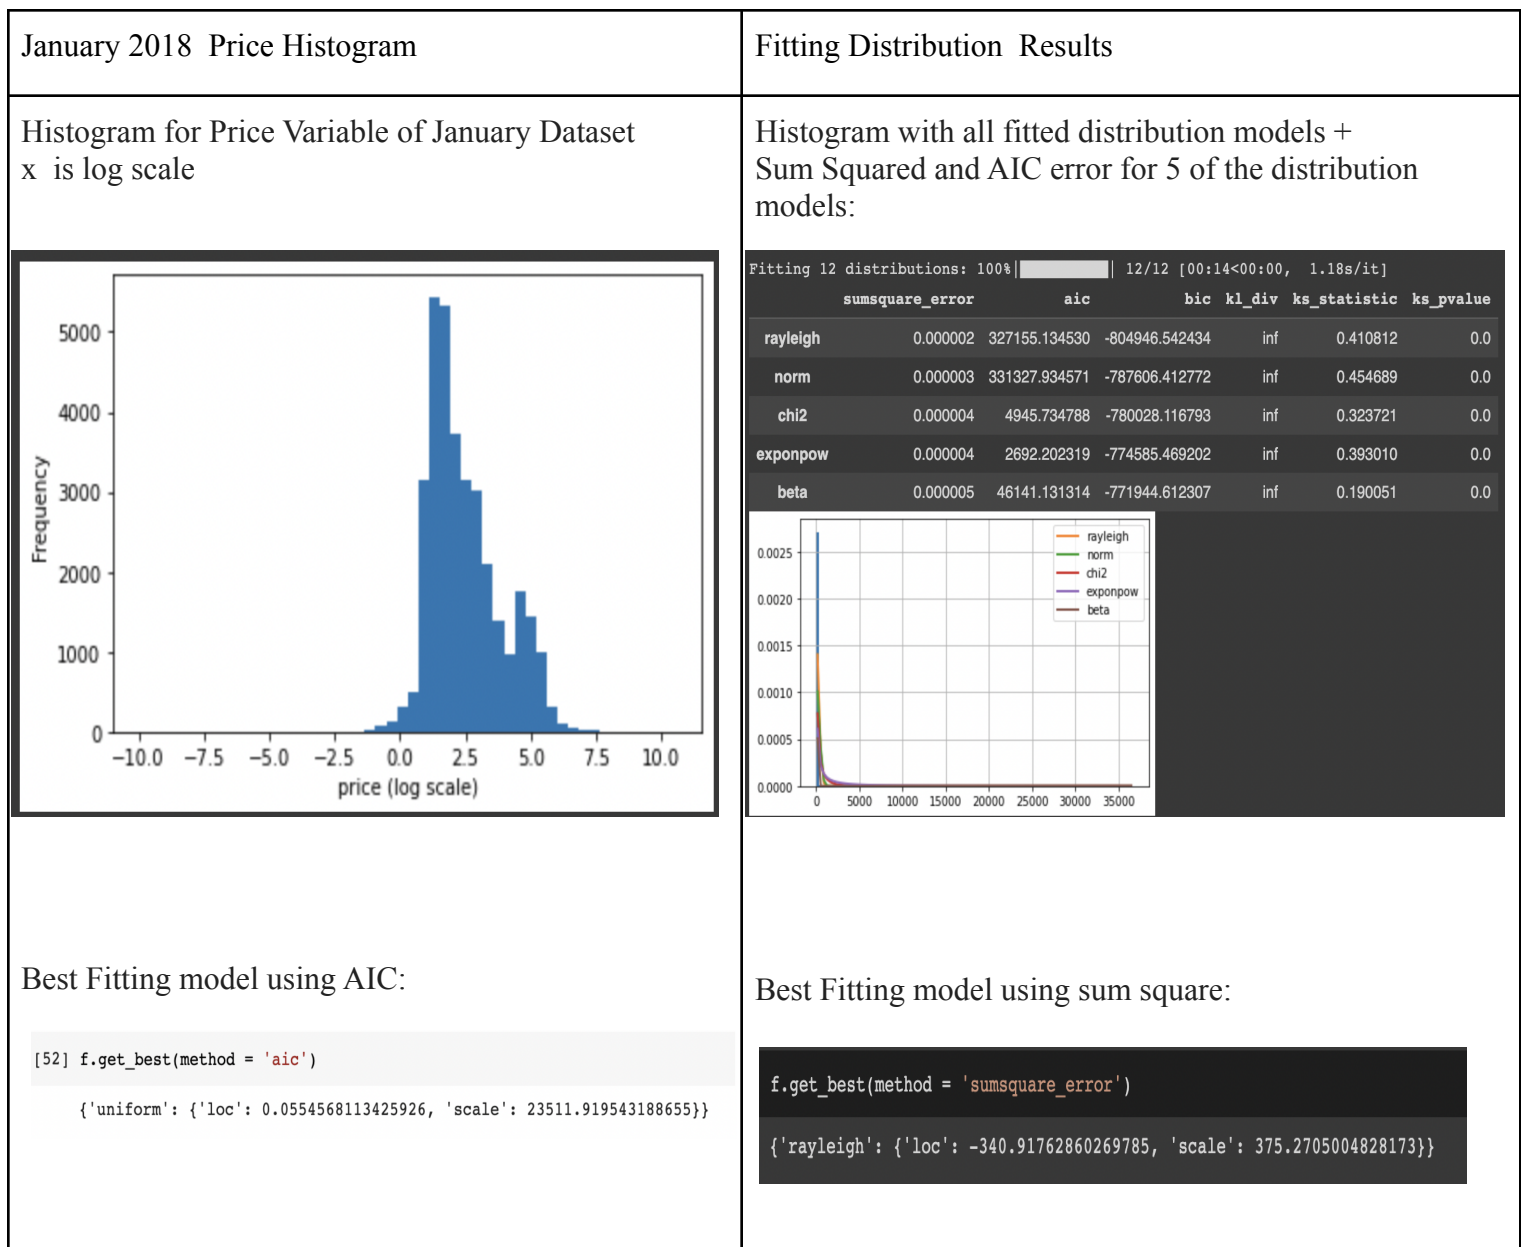 January 2018  Price Histogram
Fitting Distribution  Results
Histogram for Price Variable of January Dataset
x  is log scale
5000
4000
3000
2000
1000
0
Frequency
−10.0 −7.5 −5.0 −2.5 0.0 2.5 5.0 7.5 10.0
price (log scale)
Histogram with all fitted distribution models +
Sum Squared and AIC error for 5 of the distribution
models:
Fitting 12 distributions: 100%| | 12/12 [00:14<00:00,  1.18s/it]
sumsquare_error aic bic kl_div ks_statistic ks_pvalue
rayleigh 0.000002 327155.134530 -804946.542434 inf 0.410812 0.0
norm 0.000003 331327.934571 -787606.412772 inf 0.454689 0.0
chi2 0.000004 4945.734788 -780028.116793 inf 0.323721 0.0
exponpow 0.000004 2692.202319 -774585.469202 inf 0.393010 0.0
beta 0.000005 46141.131314 -771944.612307 inf 0.190051 0.0
rayleigh
norm
chi2
exponpow
beta
0.0025
0.0020
0.0015
0.0010
0.0005
0.0000
0 5000 10000 15000 20000 25000 30000 35000
Best Fitting model using AIC:
[52] f.get_best(method = 'aic')
{'uniform': {'loc': 0.0554568113425926, 'scale': 23511.919543188655}}
Best Fitting model using sum square:
f.get_best(method = 'sumsquare_error')
{'rayleigh': {'loc': -340.91762860269785, 'scale': 375.2705004828173}}